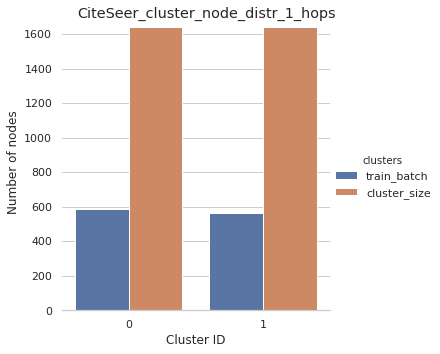 CiteSeer_cluster_node_distr_1_hops
1600
1400
1200
1000
800
600
400
200
0
Number of nodes
0 1
Cluster ID
clusters
train_batch
cluster_size